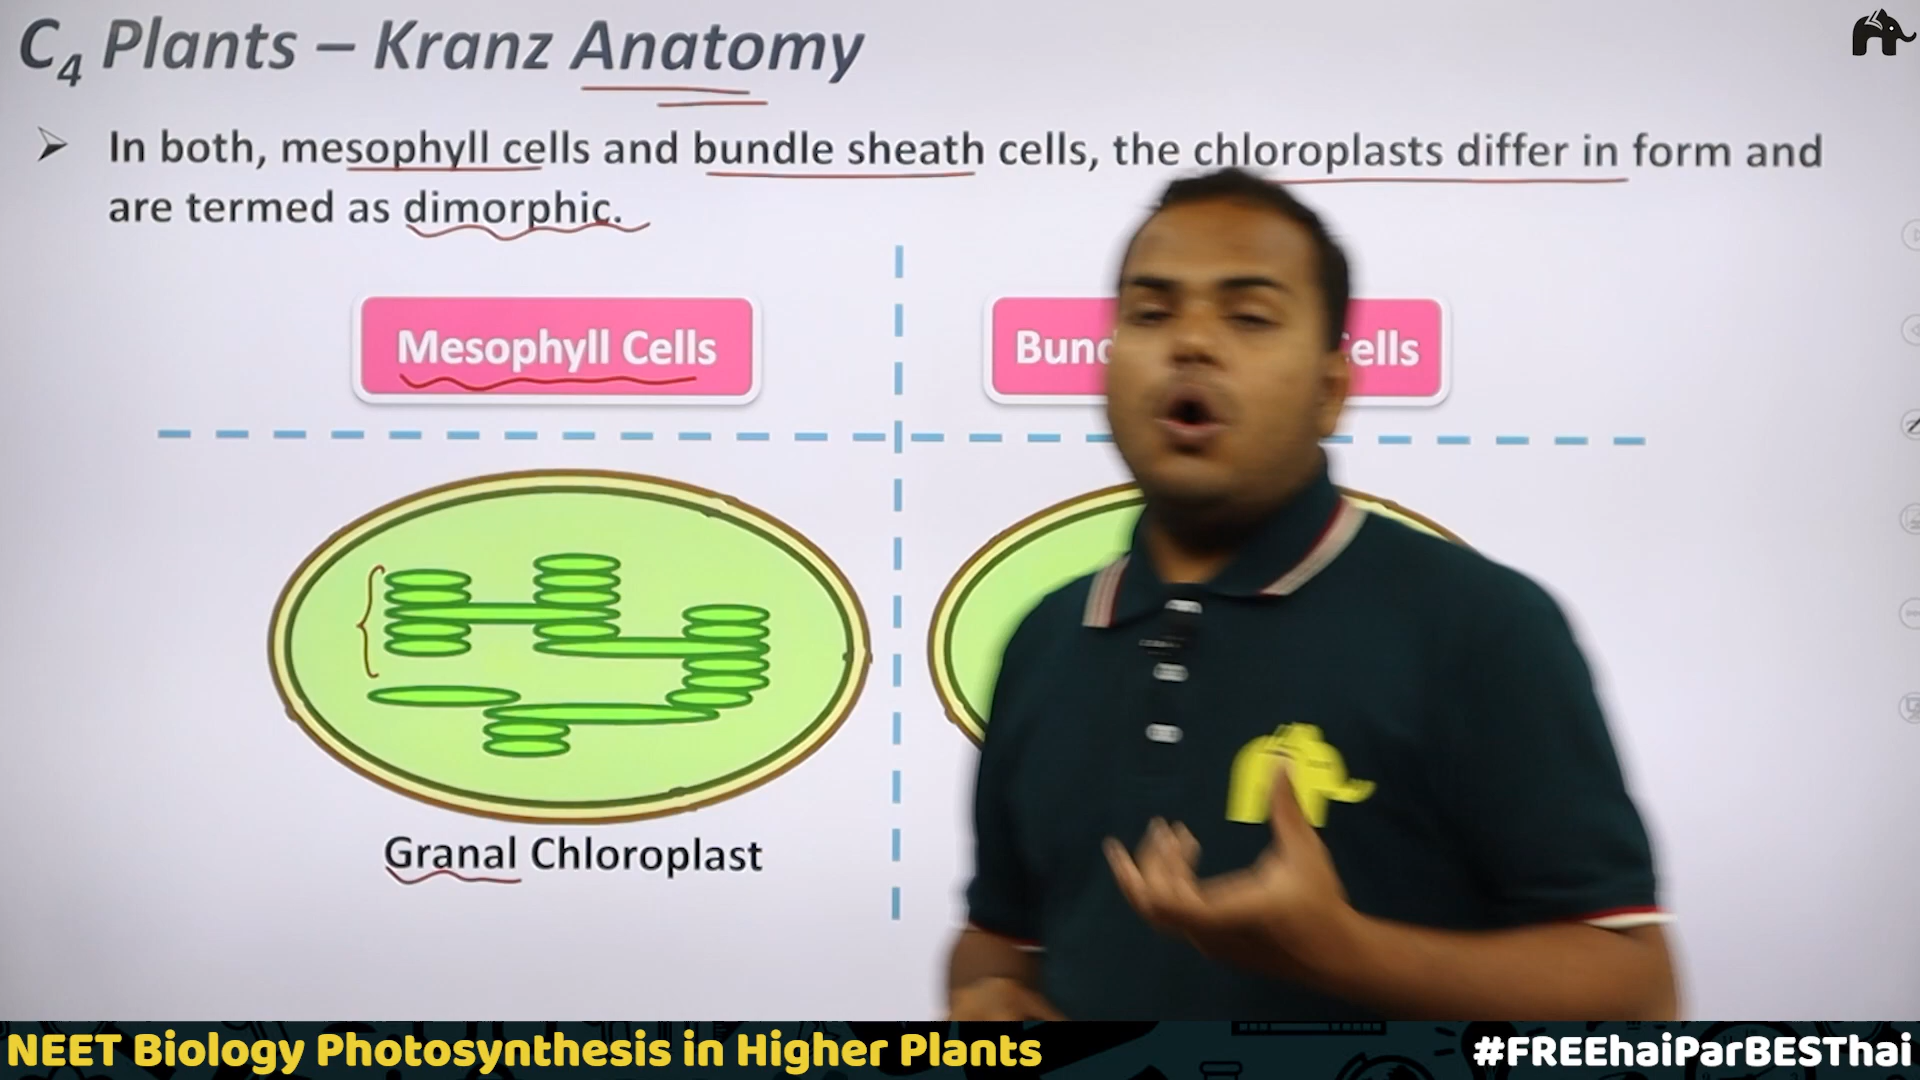 C4 Plants – Kranz Anatomy
➤ In both, mesophyll cells and bundle sheath cells, the chloroplasts differ in form and
are termed as dimorphic.
Mesophyll Cells
Granal Chloroplast
NEET Biology Photosynthesis in Higher Plants
#FREEhaiParBESThai